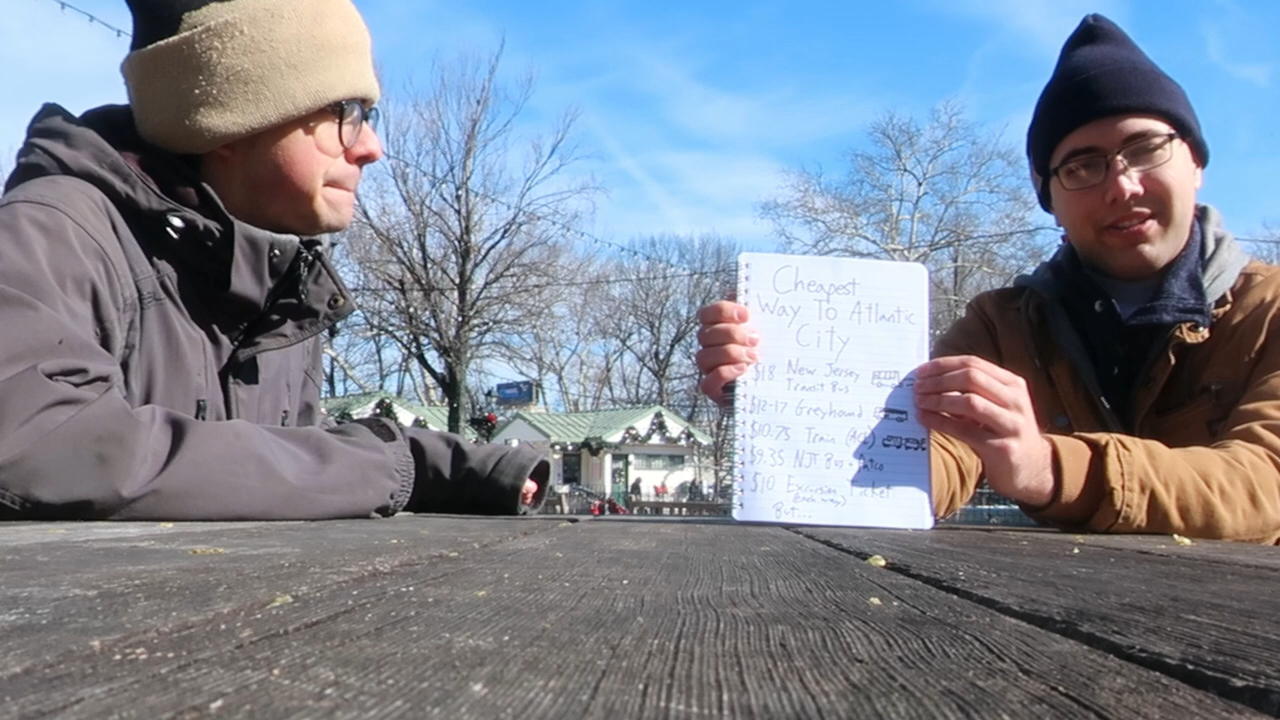 Cheapest
Way To Atlantic
City
$18 New Jersey
Transit Bus
$12-17 Greyhound
$10.75 Train (AC)
$9.35 NJT Bus + Patco
$10 Excursion Ticket
(each way)
But...